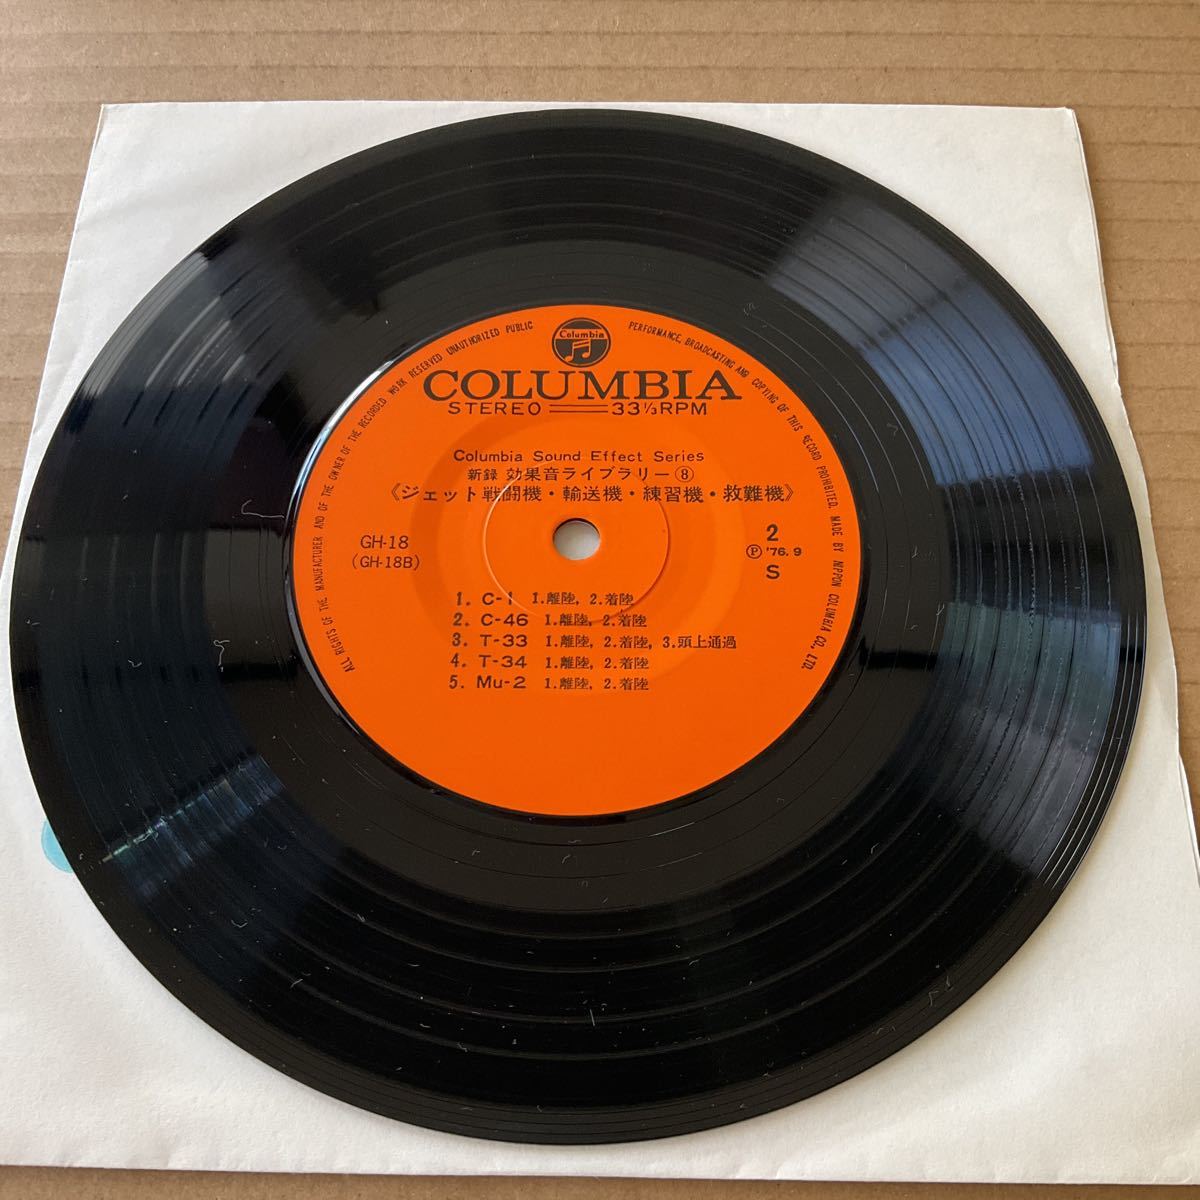 Columbia
COLUMBIA
STEREO 33⅓RPM
Columbia Sound Effect Series
新録 効果音ライブラリー⑧
《ジェット戦闘機・輸送機・練習機・救難機》
GH-18
(GH-18B)
2
Ⓟ '76.9
S
1. C-1 1.離陸, 2.着陸
2. C-46 1.離陸, 2.着陸
3. T-33 1.離陸, 2.着陸, 3.頭上通過
4. T-34 1.離陸, 2.着陸
5. Mu-2 1.離陸, 2.着陸
ALL RIGHTS OF THE MANUFACTURER AND OF THE OWNER OF THE RECORDED WORK RESERVED UNAUTHORIZED PUBLIC PERFORMANCE, BROADCASTING AND COPYING OF THIS RECORD PROHIBITED. MADE BY NIPPON COLUMBIA CO., LTD.